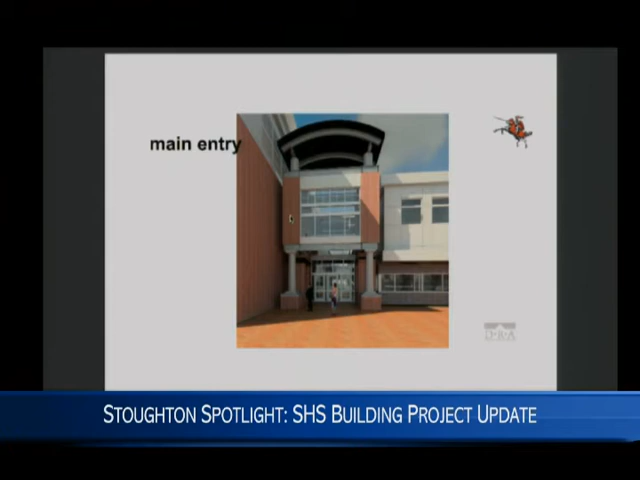 main entry
D R A
STOUGHTON SPOTLIGHT: SHS BUILDING PROJECT UPDATE